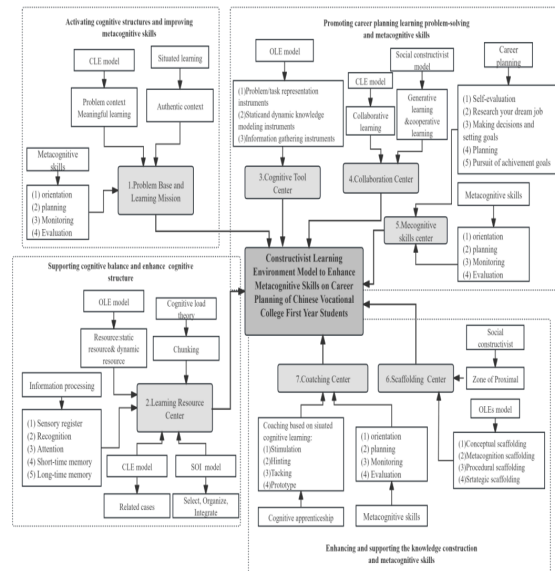 Activating cognitive structures and improving
metacognitive skills
CLE model
Situated learning
Problem context
Meaningful learning
Authentic context
Metacognitive
skills
(1) orientation
(2) planning
(3) Monitoring
(4) Evaluation
1.Problem Base and
Learning Mission
Promoting career planning learning problem-solving
and metacognitive skills
OLE model
(1)Problem/task representation
instruments
(2)Staticand dynamic knowledge
modeling instruments
(3)Information gathering instruments
3.Cognitive Tool
Center
Social constructivist
model
CLE model
Collaborative
learning
Generative
learning
&cooperative
learning
4.Collaboration Center
Career
planning
(1) Self-evaluation
(2) Research your dream job
(3) Making decisions and
setting goals
(4) Planning
(5) Pursuit of achievement goals
Metacognitive skills
(1) orientation
(2) planning
(3) Monitoring
(4) Evaluation
5.Mecognitive
skills center
Constructivist Learning
Environment Model to Enhance
Metacognitive Skills on Career
Planning of Chinese Vocational
College First Year Students
Supporting cognitive balance and enhance cognitive
structure
OLE model
Cognitive load
theory
Resource:static
resource& dynamic
resource
Chunking
Information processing
(1) Sensory register
(2) Recognition
(3) Attention
(4) Short-time memory
(5) Long-time memory
2.Learning Resource
Center
CLE model
SOI model
Related cases
Select, Organize,
Integrate
7.Coutching Center
6.Scaffolding Center
Social
constructivist
Zone of Proximal
OLEs model
(1)Conceptual scaffolding
(2)Metacognition scaffolding
(3)Procedural scaffolding
(4)Srtategic scaffolding
Coaching based on siuated
cognitive learning:
(1)Stimulation
(2)Hinting
(3)Tacking
(4)Prototype
(1) orientation
(2) planning
(3) Monitoring
(4) Evaluation
Cognitive apprenticeship
Metacognitive skills
Enhancing and supporting the knowledge construction
and metacognitive skills